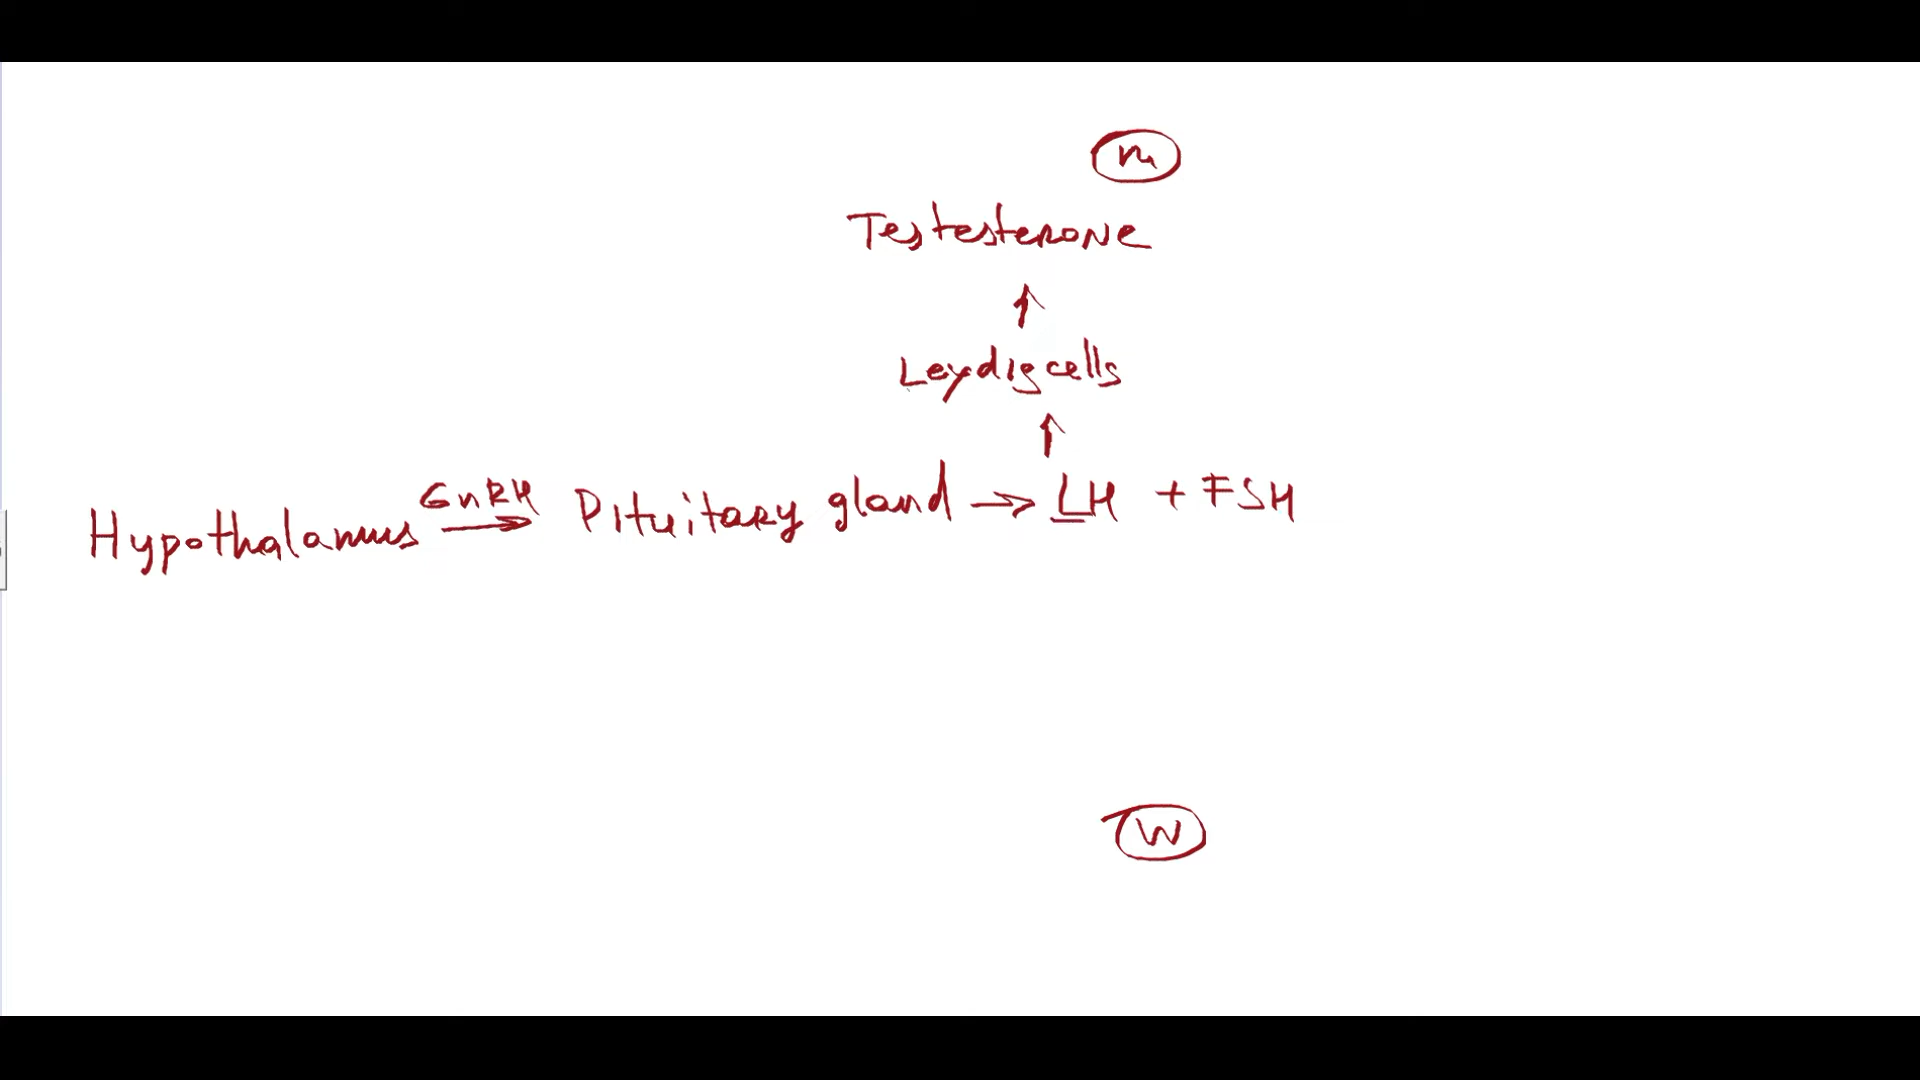 m
Testesterone
↑
Leydig cells
↑
Hypothalamus GnRH → Pituitary gland → LH + FSH
W